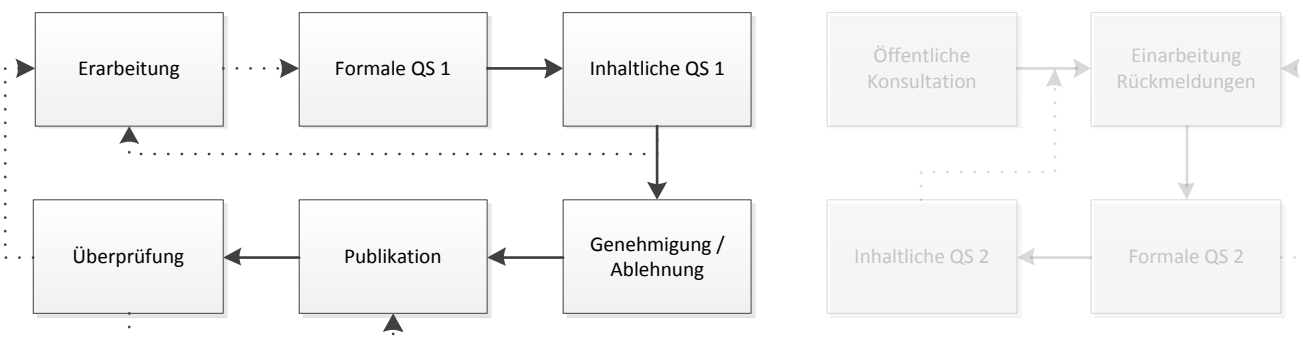 Erarbeitung
Formale QS 1
Inhaltliche QS 1
Öffentliche
Konsultation
Einarbeitung
Rückmeldungen
Überprüfung
Publikation
Genehmigung /
Ablehnung
Inhaltliche QS 2
Formale QS 2